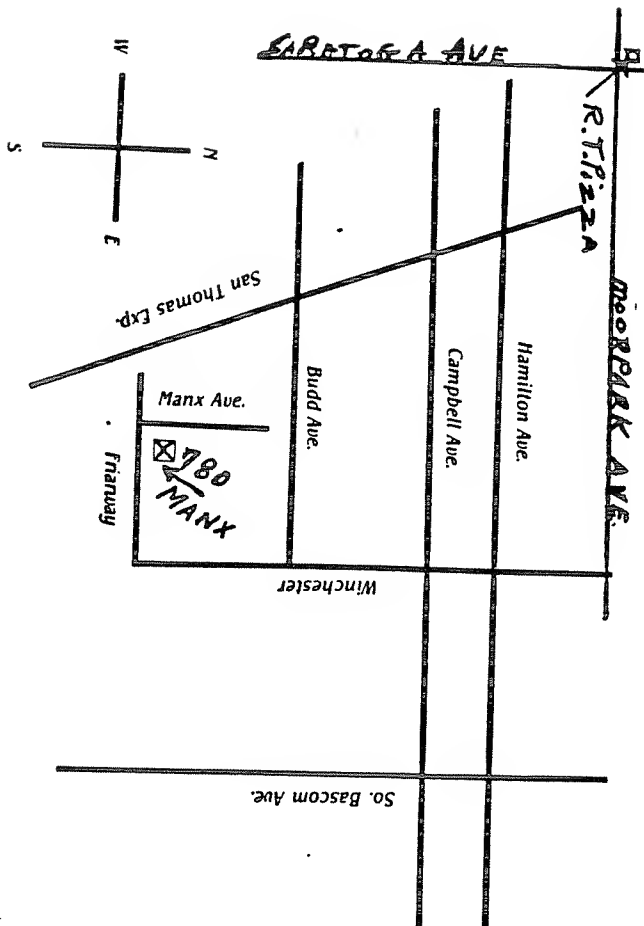 SARATOGA AVE
R.T. PizzA
MOORPARK AVE.
W
N
S
E
San Thomas Exp.
Hamilton Ave.
Campbell Ave.
Budd Ave.
Manx Ave.
780
MANX
Friarway
Winchester
So. Bascom Ave.